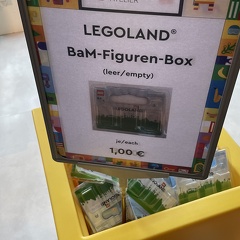 LEGOLAND®
BaM-Figuren-Box
(leer/empty)
je/each:
1,00 €